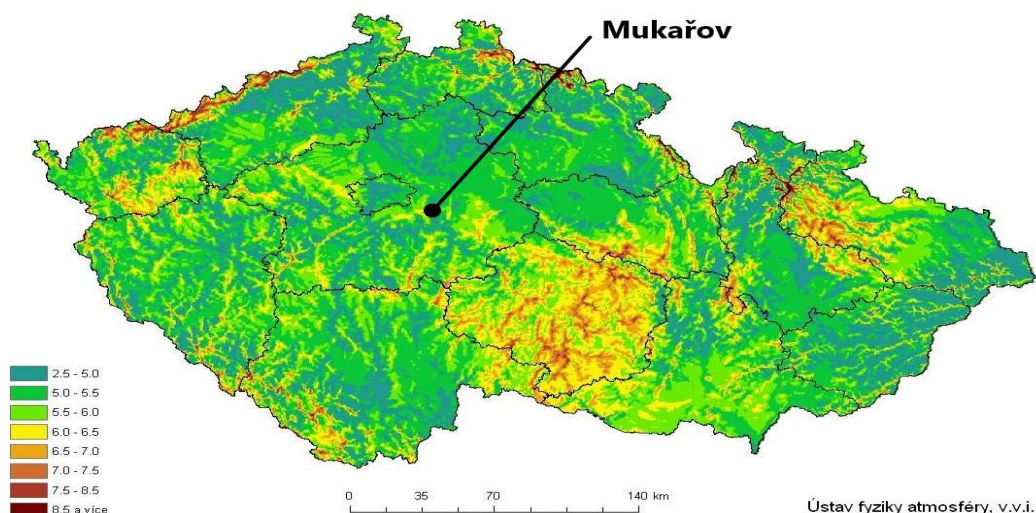 Mukařov
2.5 - 5.0
5.0 - 5.5
5.5 - 6.0
6.0 - 6.5
6.5 - 7.0
7.0 - 7.5
7.5 - 8.5
8.5 a více
0 35 70 140 km
Ústav fyziky atmosféry, v.v.i.